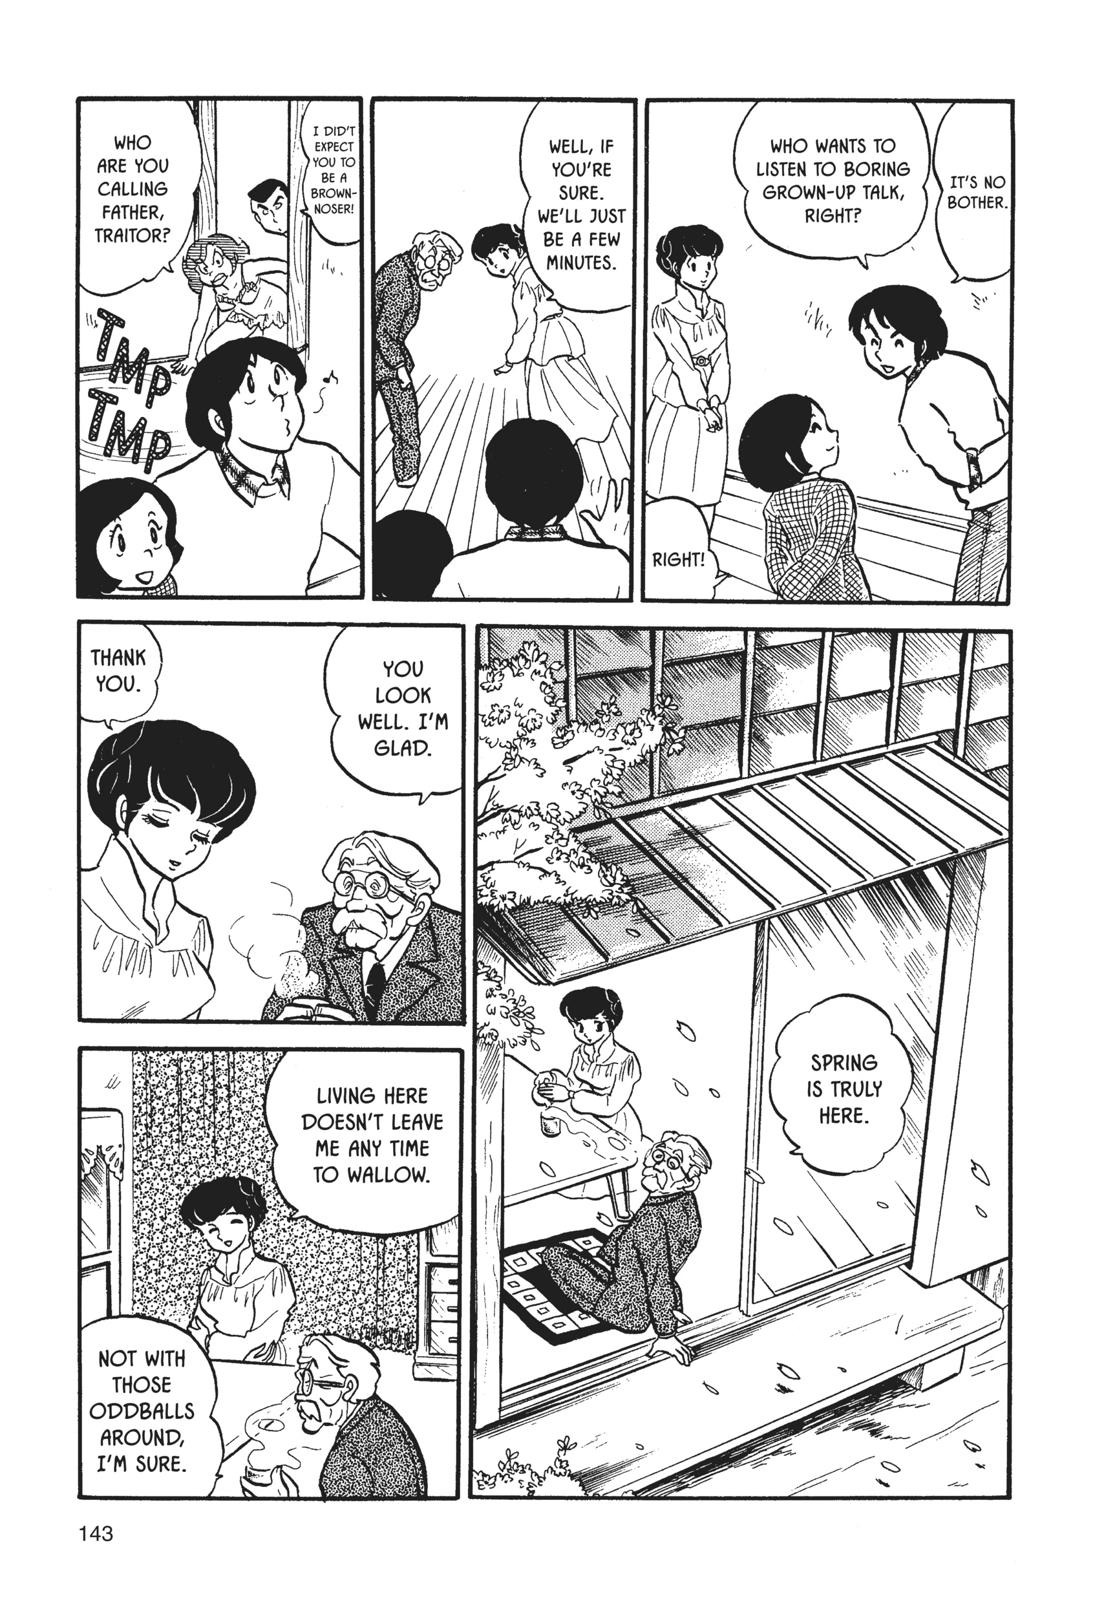 IT'S NO
BOTHER.
WHO WANTS TO
LISTEN TO BORING
GROWN-UP TALK,
RIGHT?
RIGHT!
WELL, IF
YOU'RE
SURE.
WE'LL JUST
BE A FEW
MINUTES.
I DID'T
EXPECT
YOU TO
BE A
BROWN-
NOSER!
WHO
ARE YOU
CALLING
FATHER,
TRAITOR?
TMP
TMP
SPRING
IS TRULY
HERE.
YOU
LOOK
WELL. I'M
GLAD.
THANK
YOU.
LIVING HERE
DOESN'T LEAVE
ME ANY TIME
TO WALLOW.
NOT WITH
THOSE
ODDBALLS
AROUND,
I'M SURE.
143